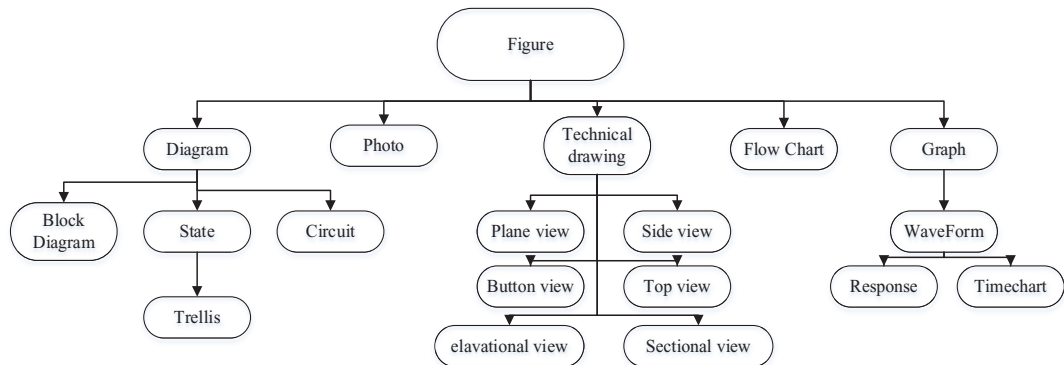 Figure
Diagram
Photo
Technical
drawing
Flow Chart
Graph
Block
Diagram
State
Circuit
Plane view
Side view
WaveForm
Button view
Top view
Response
Timechart
Trellis
elavational view
Sectional view